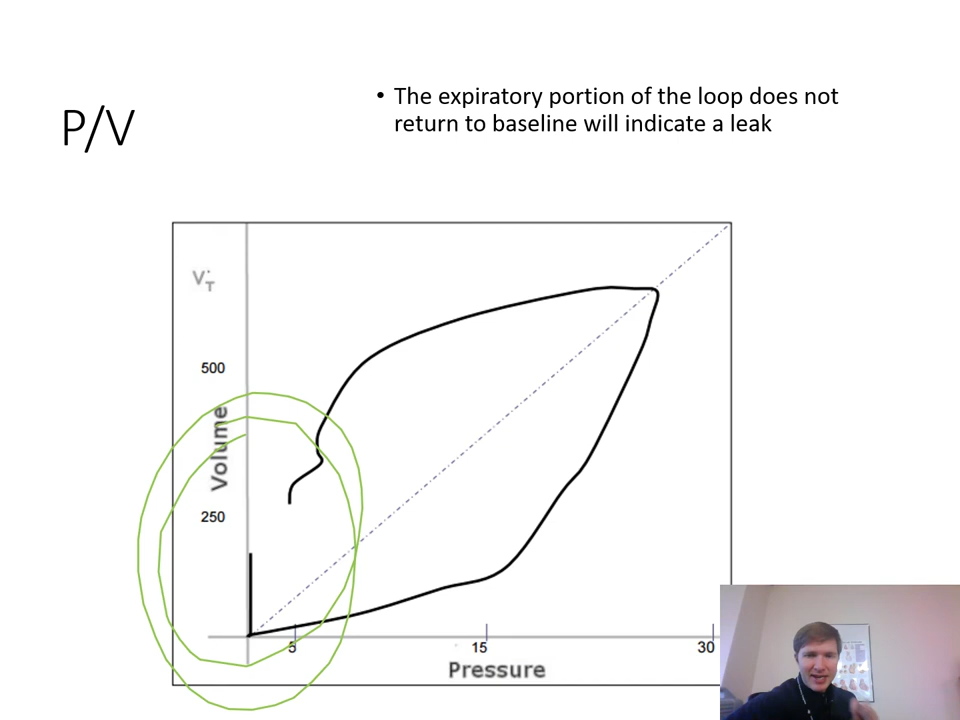 P/V
• The expiratory portion of the loop does not
return to baseline will indicate a leak
V̇T
500
Volume
250
5
15
30
Pressure